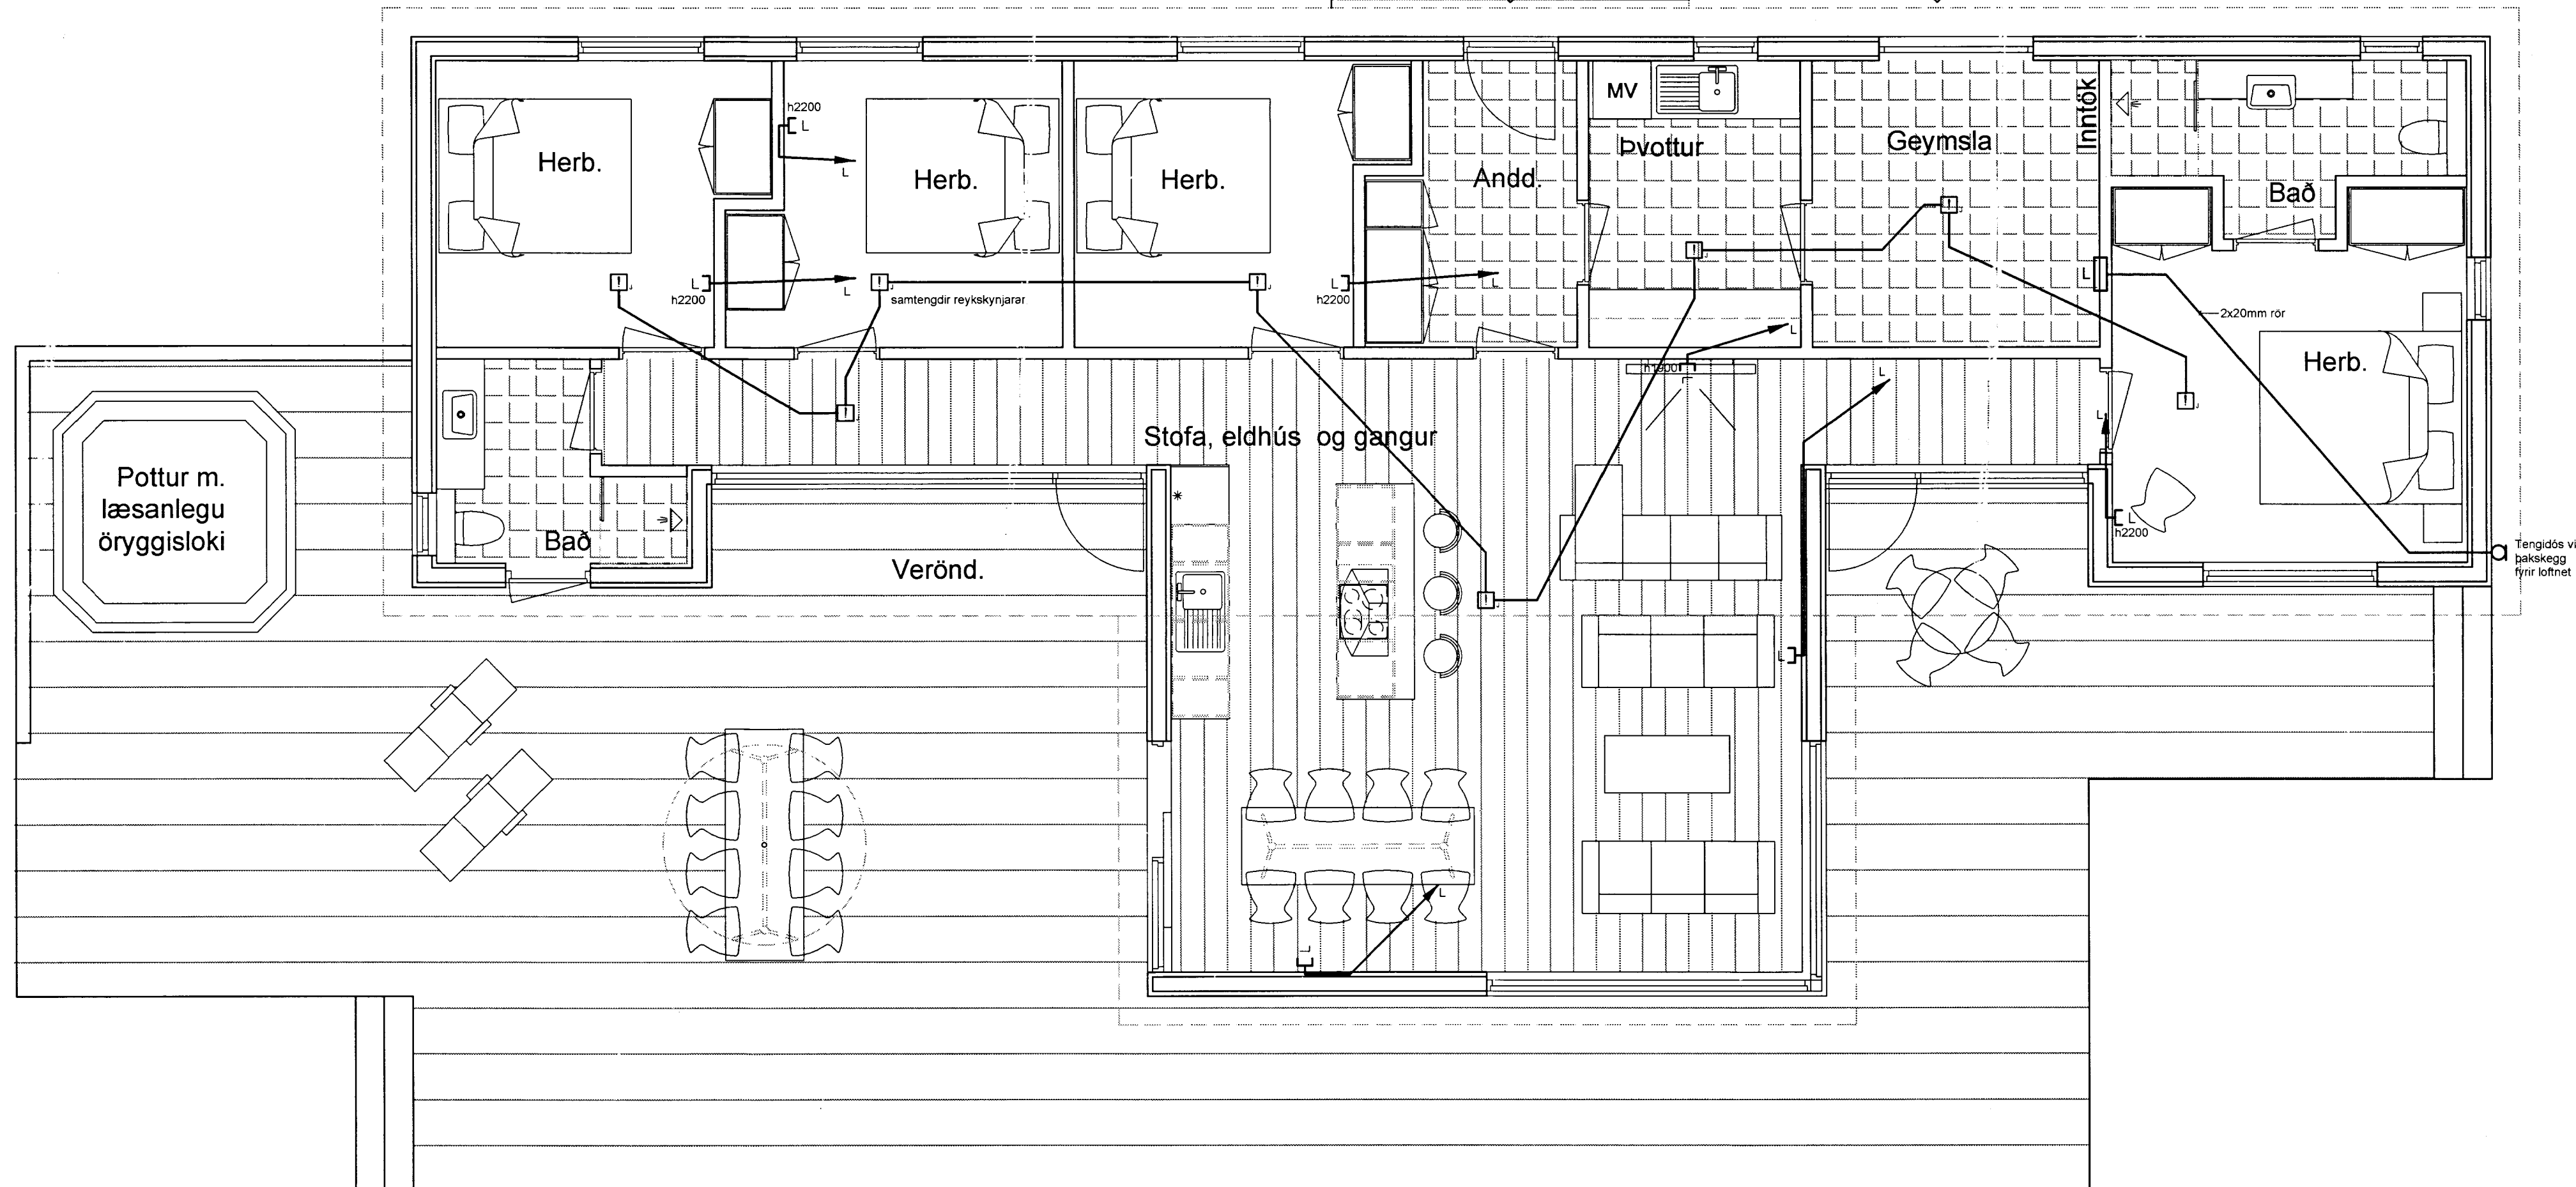 MV
Inntök
h2200
L
L
Herb.
Herb.
Herb.
Andd.
Þvottur
Geymsla
Bað
L
h2200
L
samtengdir reykskynjarar
L
h2200
L
L
L
2x20mm rör
Herb.
h1900
L
L
L
Stofa, eldhús og gangur
Pottur m.
læsanlegu
öryggisloki
Bað
Verönd.
L
h2200
Tengidós vi
þakskegg
fyrir loftnet
L
L
L